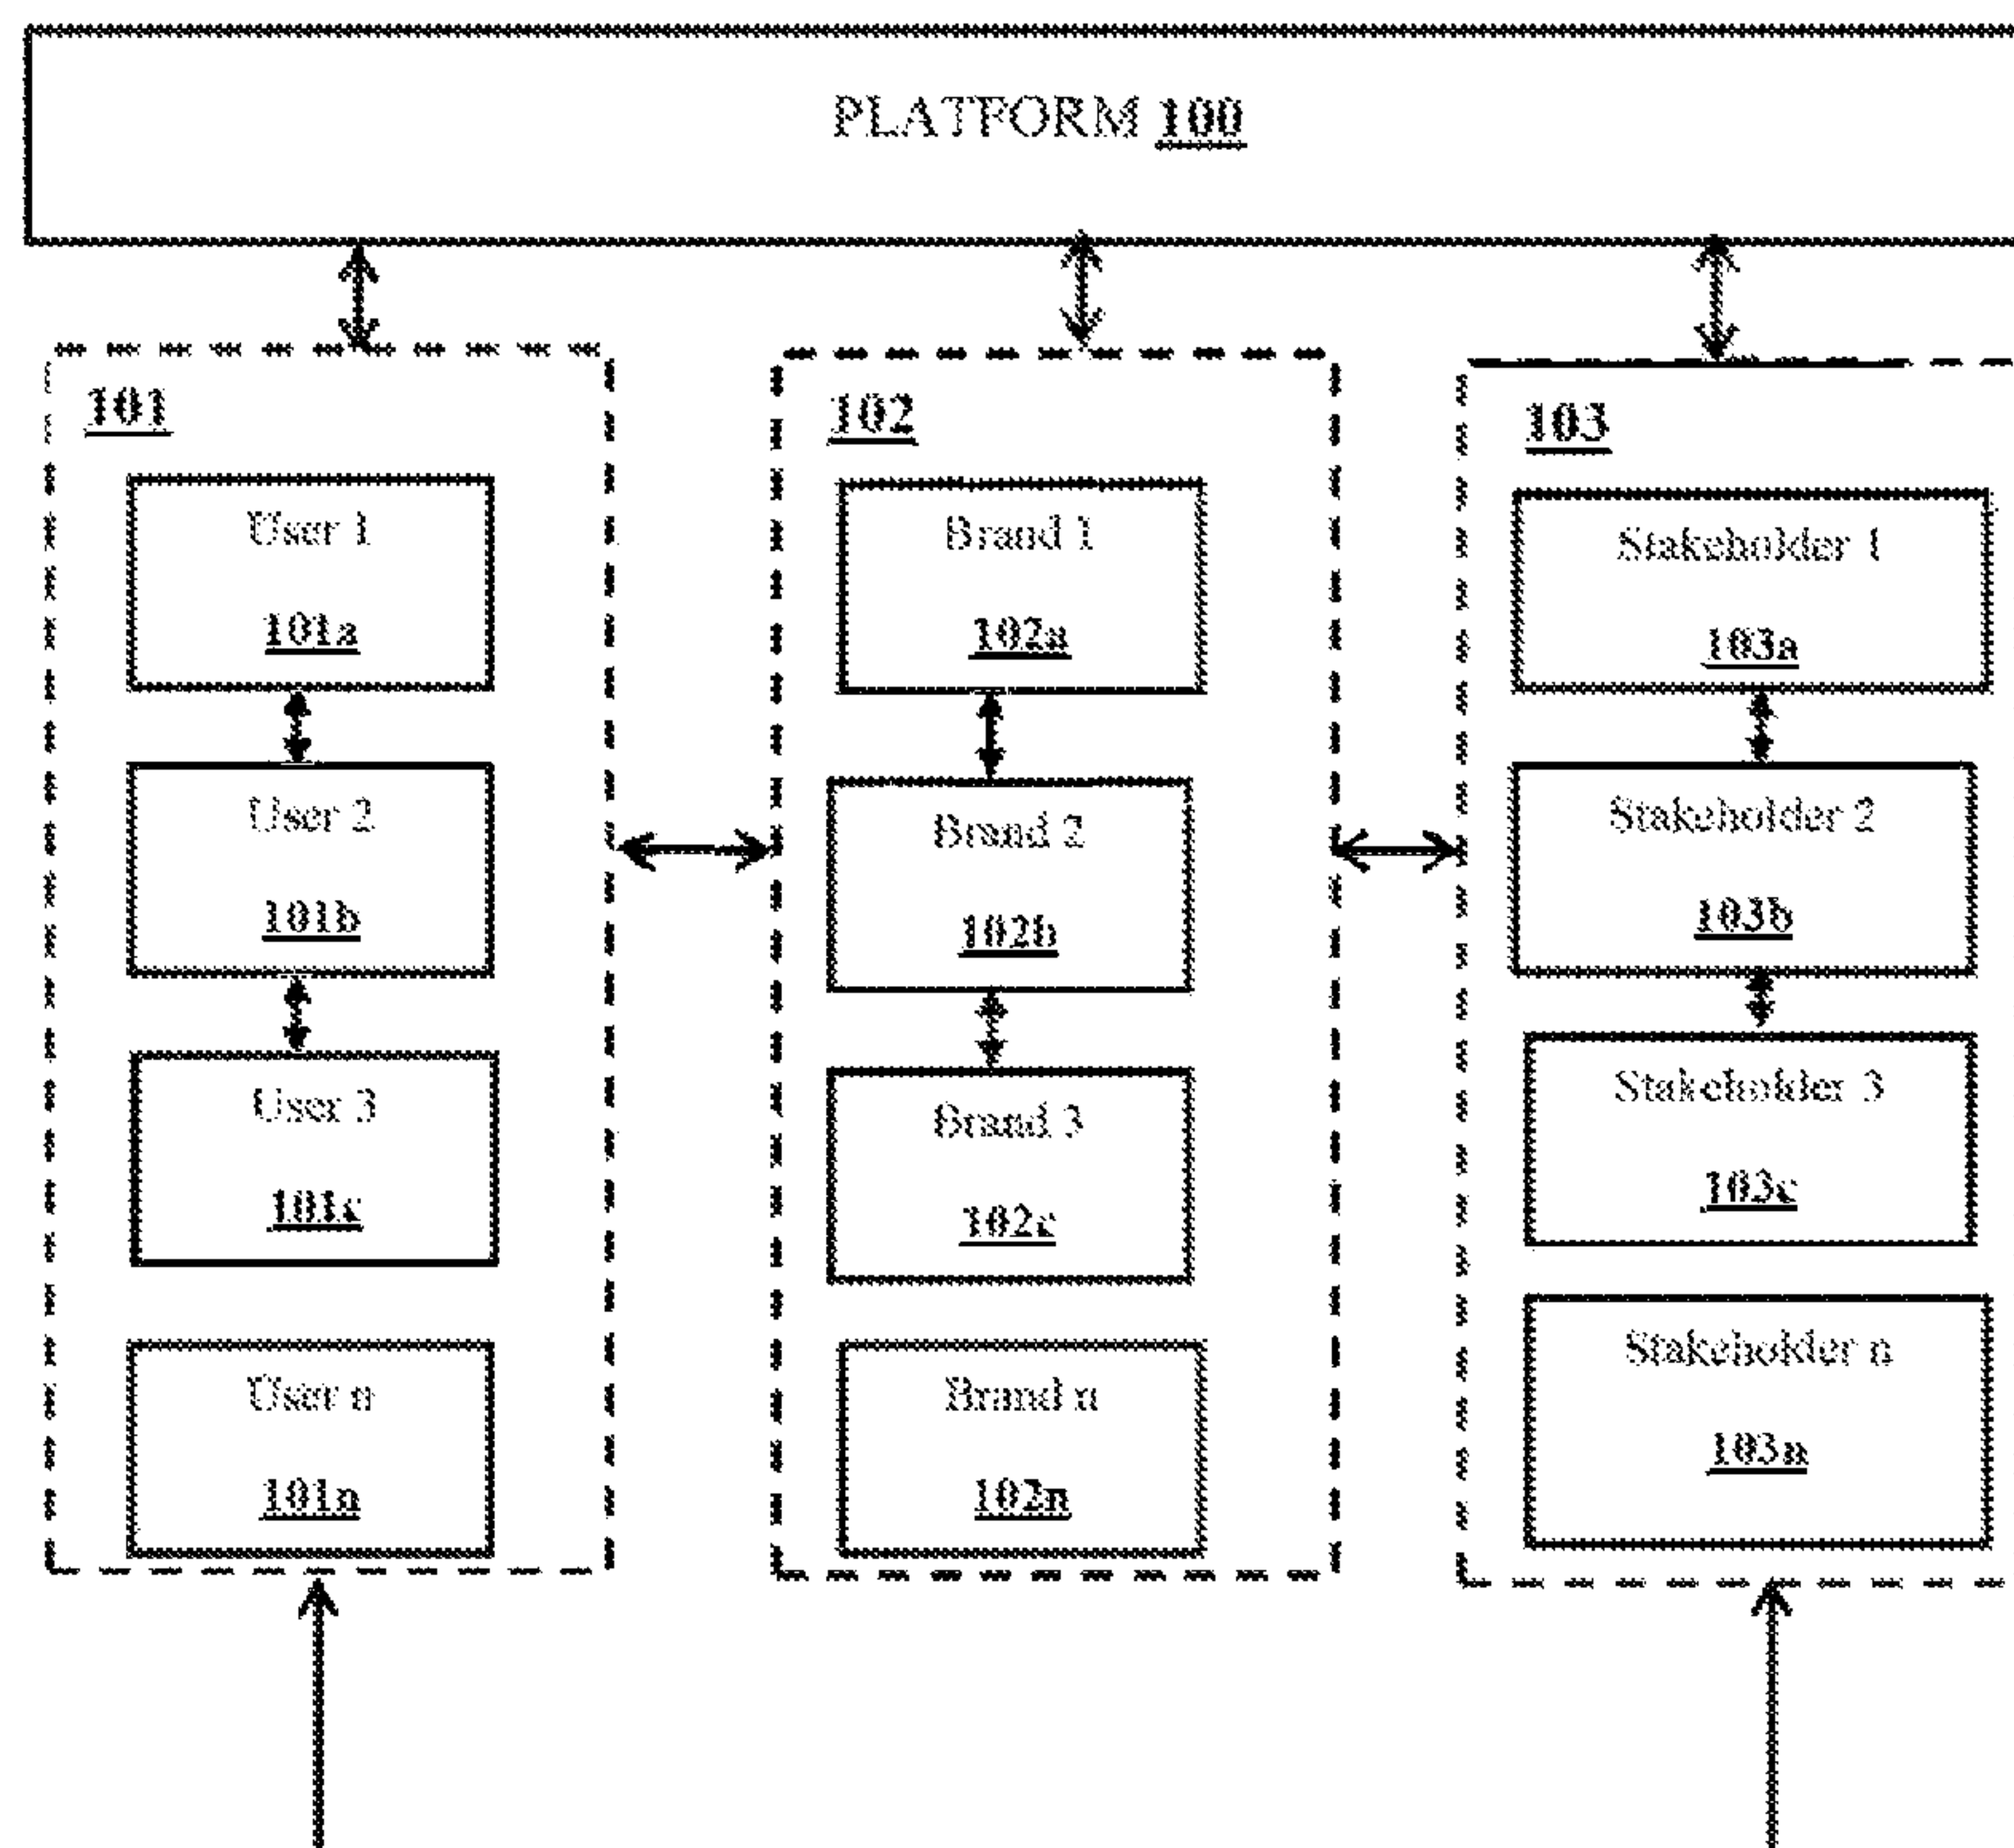 PLATFORM 100
101
User 1
101a
User 2
101b
User 3
101c
User n
101n
102
Brand 1
102a
Brand 2
102b
Brand 3
102c
Brand n
102n
103
Stakeholder 1
103a
Stakeholder 2
103b
Stakeholder 3
103c
Stakeholder n
103n